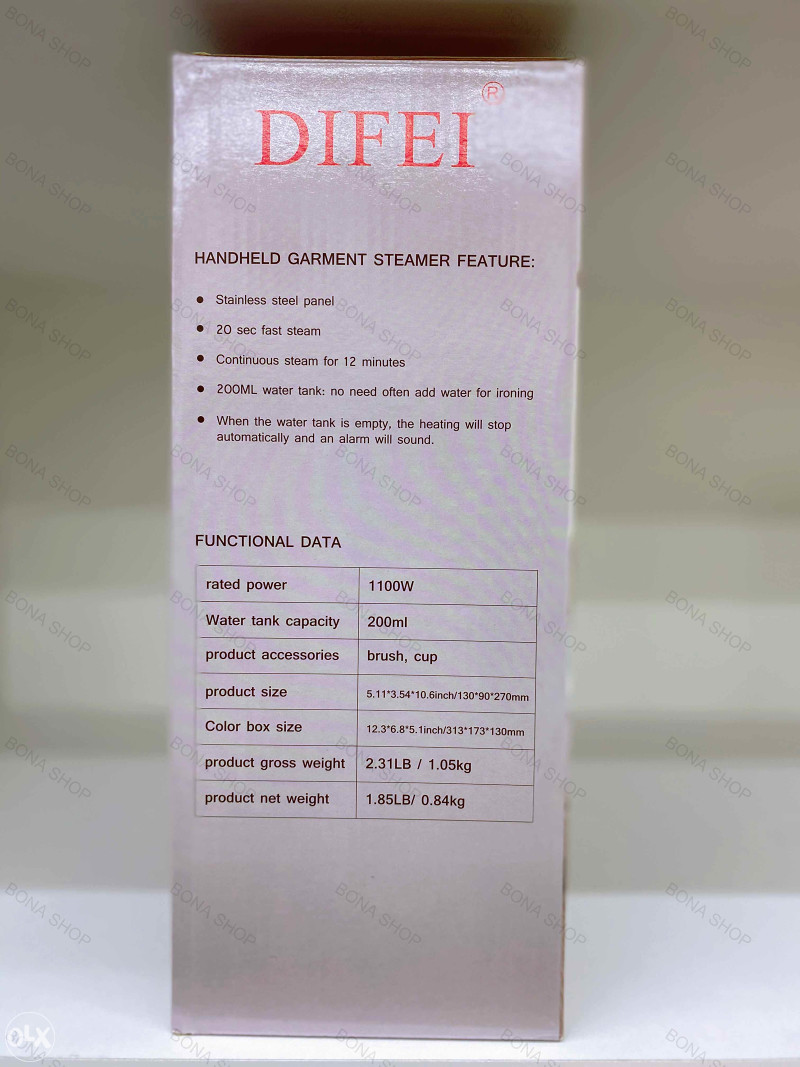 DIFEI®
HANDHELD GARMENT STEAMER FEATURE:
• Stainless steel panel
• 20 sec fast steam
• Continuous steam for 12 minutes
• 200ML water tank: no need often add water for ironing
• When the water tank is empty, the heating will stop
automatically and an alarm will sound.
FUNCTIONAL DATA
rated power 1100W
Water tank capacity 200ml
product accessories brush, cup
product size 5.11*3.54*10.6inch/130*90*270mm
Color box size 12.3*6.8*5.1inch/313*173*130mm
product gross weight 2.31LB / 1.05kg
product net weight 1.85LB/ 0.84kg
BONA SHOP
OLX